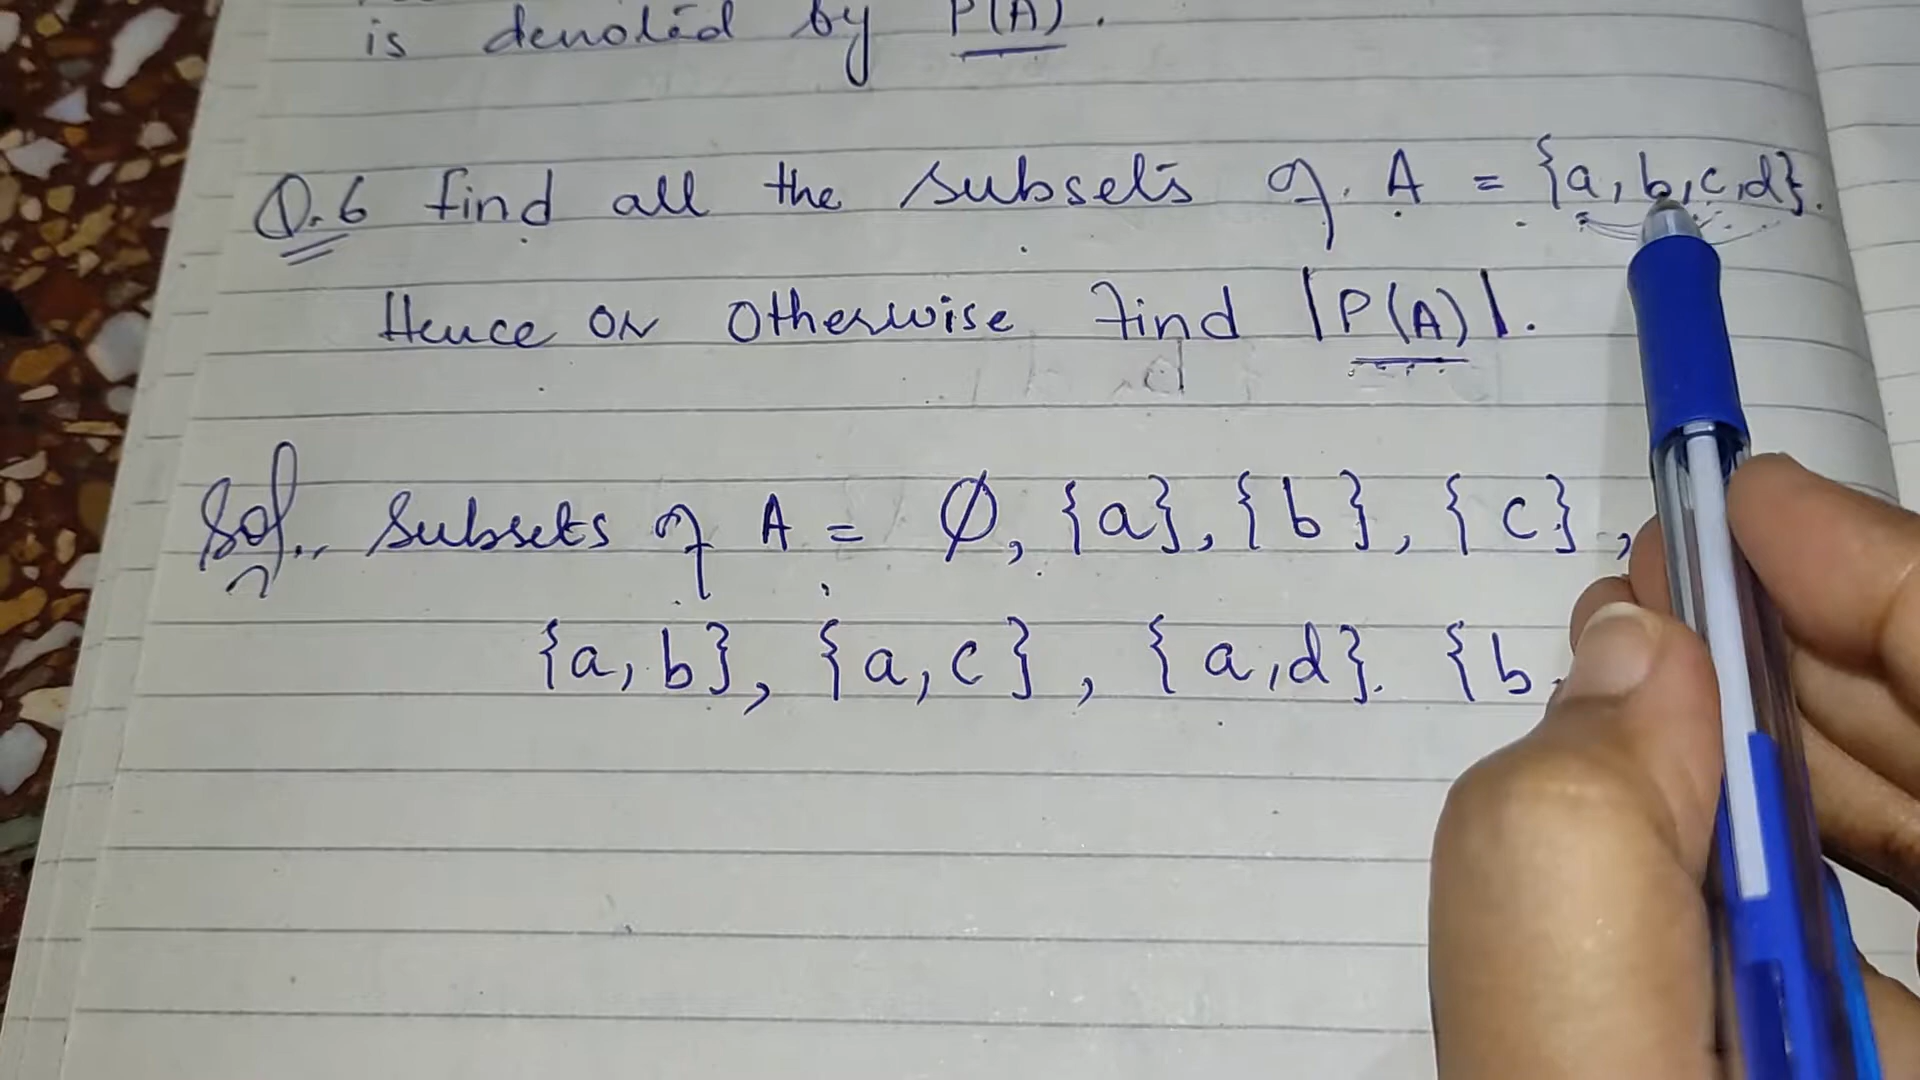 is denoted by P(A).
Q.6 find all the subsets of A = {a, b, c, d}.
Hence or Otherwise find |P(A)|.
Sol. Subsets of A = ∅, {a}, {b}, {c},
{a, b}, {a, c}, {a, d}. {b